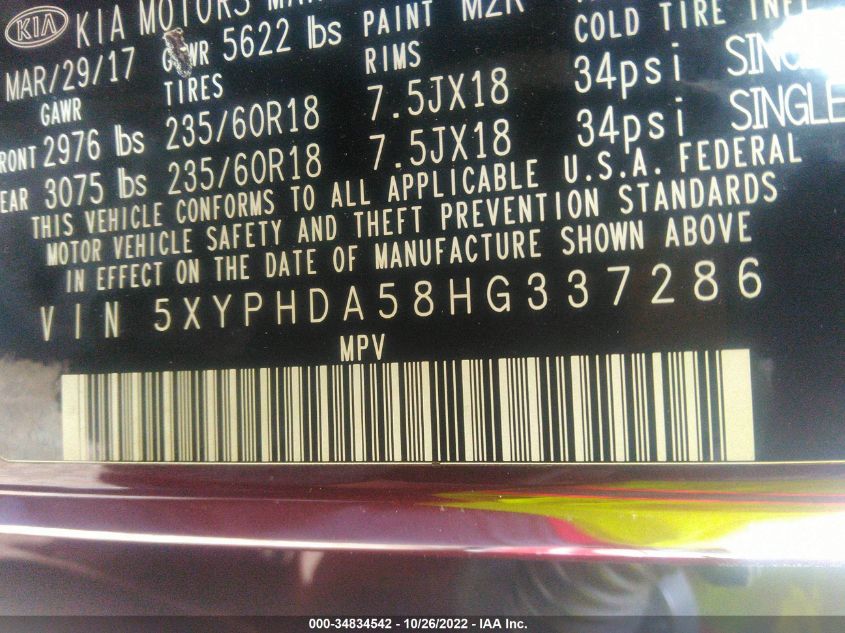 KIA KIA MOTORS
MAR/29/17 GVWR 5622 lbs PAINT
GAWR TIRES RIMS COLD TIRE
FRONT 2976 lbs 235/60R18 7.5JX18 34psi SINGLE
REAR 3075 lbs 235/60R18 7.5JX18 34psi SINGLE
THIS VEHICLE CONFORMS TO ALL APPLICABLE U.S.A. FEDERAL
MOTOR VEHICLE SAFETY AND THEFT PREVENTION STANDARDS
IN EFFECT ON THE DATE OF MANUFACTURE SHOWN ABOVE
VIN 5XYPHDA58HG337286
MPV
000-34834542 - 10/26/2022 - IAA Inc.